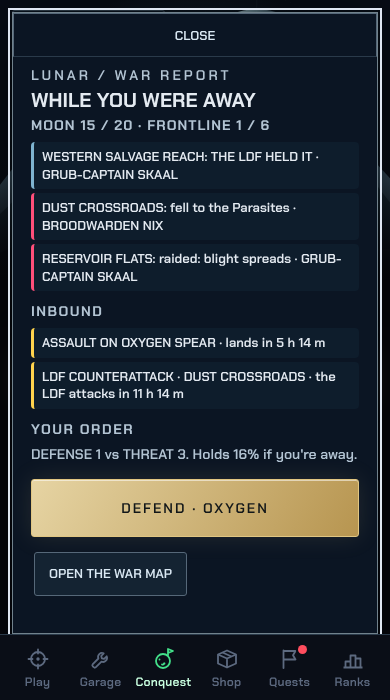 CLOSE
LUNAR / WAR REPORT
WHILE YOU WERE AWAY
MOON 15 / 20 · FRONTLINE 1 / 6
WESTERN SALVAGE REACH: THE LDF HELD IT ·
GRUB-CAPTAIN SKAAL
DUST CROSSROADS: fell to the Parasites ·
BROODWARDEN NIX
RESERVOIR FLATS: raided: blight spreads · GRUB-
CAPTAIN SKAAL
INBOUND
ASSAULT ON OXYGEN SPEAR · lands in 5 h 14 m
LDF COUNTERATTACK · DUST CROSSROADS · the
LDF attacks in 11 h 14 m
YOUR ORDER
DEFENSE 1 vs THREAT 3. Holds 16% if you're away.
DEFEND · OXYGEN
OPEN THE WAR MAP
Play Garage Conquest Shop Quests Ranks